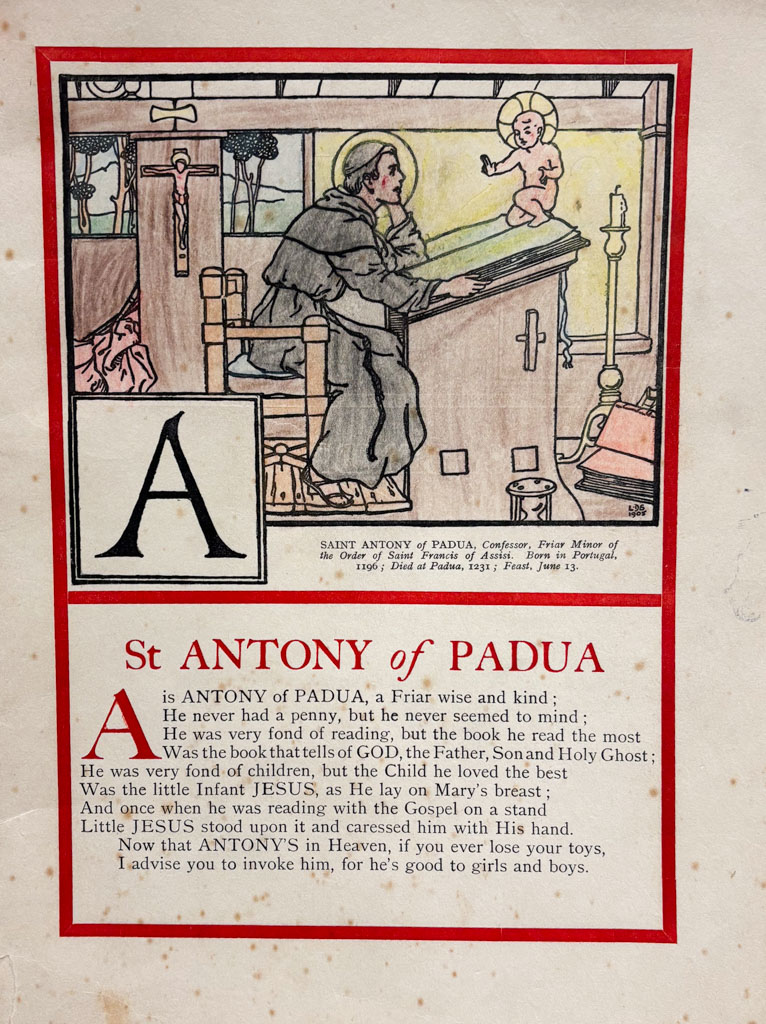 A
L·D·S
1905
SAINT ANTONY of PADUA, Confessor, Friar Minor of
the Order of Saint Francis of Assisi. Born in Portugal,
1196; Died at Padua, 1231; Feast, June 13.
St ANTONY of PADUA
A is ANTONY of PADUA, a Friar wise and kind;
He never had a penny, but he never seemed to mind;
He was very fond of reading, but the book he read the most
Was the book that tells of GOD, the Father, Son and Holy Ghost;
He was very fond of children, but the Child he loved the best
Was the little Infant JESUS, as He lay on Mary's breast;
And once when he was reading with the Gospel on a stand
Little JESUS stood upon it and caressed him with His hand.
Now that ANTONY'S in Heaven, if you ever lose your toys,
I advise you to invoke him, for he's good to girls and boys.